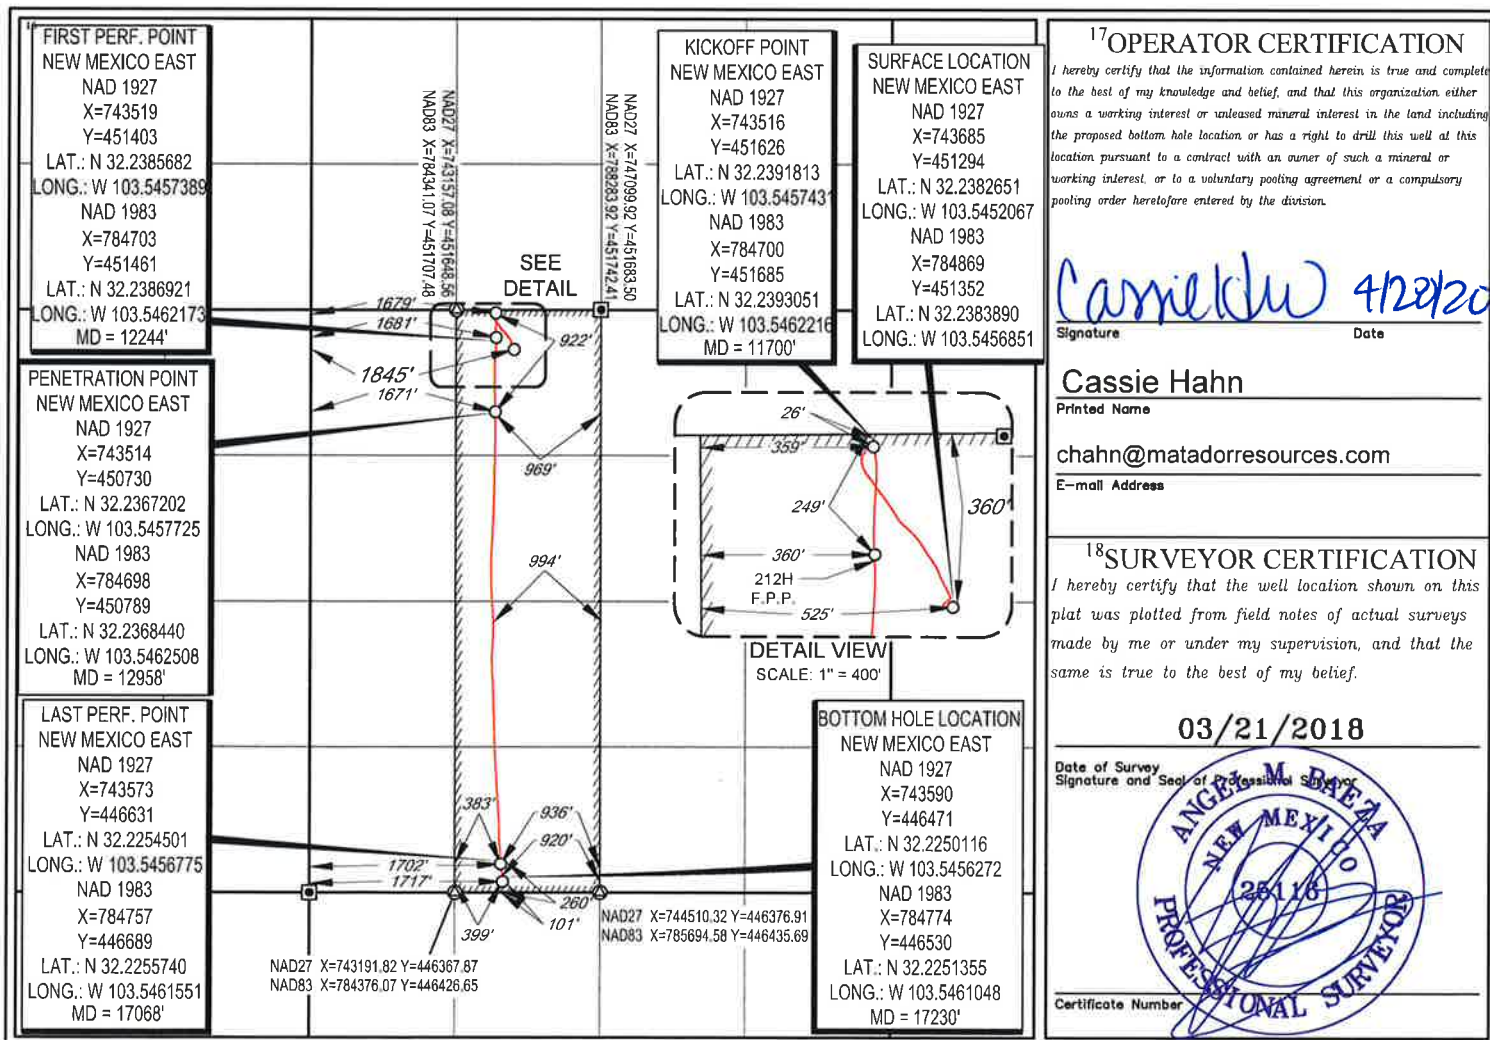 16
FIRST PERF. POINT
NEW MEXICO EAST
NAD 1927
X=743519
Y=451403
LAT.: N 32.2385682
LONG.: W 103.5457389
NAD 1983
X=784703
Y=451461
LAT.: N 32.2386921
LONG.: W 103.5462173
MD = 12244'
PENETRATION POINT
NEW MEXICO EAST
NAD 1927
X=743514
Y=450730
LAT.: N 32.2367202
LONG.: W 103.5457725
NAD 1983
X=784698
Y=450789
LAT.: N 32.2368440
LONG.: W 103.5462508
MD = 12958'
LAST PERF. POINT
NEW MEXICO EAST
NAD 1927
X=743573
Y=446631
LAT.: N 32.2254501
LONG.: W 103.5456775
NAD 1983
X=784757
Y=446689
LAT.: N 32.2255740
LONG.: W 103.5461551
MD = 17068'
NAD27 X=743157.08 Y=451648.56
NAD83 X=784341.07 Y=451707.48
NAD27 X=747099.92 Y=451683.50
NAD83 X=788283.92 Y=451742.41
SEE
DETAIL
1679'
1681'
1845'
1671'
922'
969'
994'
383'
936'
920'
1702'
1717'
260'
101'
399'
NAD27 X=743191.82 Y=446367.87
NAD83 X=784376.07 Y=446426.65
NAD27 X=744510.32 Y=446376.91
NAD83 X=785694.58 Y=446435.69
KICKOFF POINT
NEW MEXICO EAST
NAD 1927
X=743516
Y=451626
LAT.: N 32.2391813
LONG.: W 103.5457431
NAD 1983
X=784700
Y=451685
LAT.: N 32.2393051
LONG.: W 103.5462216
MD = 11700'
SURFACE LOCATION
NEW MEXICO EAST
NAD 1927
X=743685
Y=451294
LAT.: N 32.2382651
LONG.: W 103.5452067
NAD 1983
X=784869
Y=451352
LAT.: N 32.2383890
LONG.: W 103.5456851
26'
359'
249'
360'
360'
212H
F.P.P.
525'
DETAIL VIEW
SCALE: 1" = 400'
BOTTOM HOLE LOCATION
NEW MEXICO EAST
NAD 1927
X=743590
Y=446471
LAT.: N 32.2250116
LONG.: W 103.5456272
NAD 1983
X=784774
Y=446530
LAT.: N 32.2251355
LONG.: W 103.5461048
MD = 17230'
17OPERATOR CERTIFICATION
I hereby certify that the information contained herein is true and complete
to the best of my knowledge and belief, and that this organization either
owns a working interest or unleased mineral interest in the land including
the proposed bottom hole location or has a right to drill this well at this
location pursuant to a contract with an owner of such a mineral or
working interest, or to a voluntary pooling agreement or a compulsory
pooling order heretofore entered by the division.
4/28/20
Signature Date
Cassie Hahn
Printed Name
chahn@matadorresources.com
E-mail Address
18SURVEYOR CERTIFICATION
I hereby certify that the well location shown on this
plat was plotted from field notes of actual surveys
made by me or under my supervision, and that the
same is true to the best of my belief.
03/21/2018
Date of Survey
Signature and Seal of Professional Surveyor
ANGEL M. BAEZA
NEW MEXICO
25116
PROFESSIONAL SURVEYOR
Certificate Number